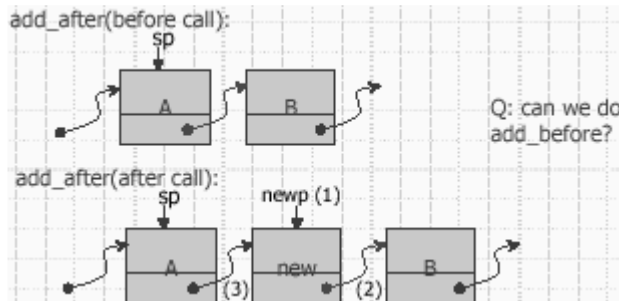 add_after(before call):
sp
A
B
Q: can we do
add_before?
add_after(after call):
sp
newp (1)
A
new
B
(3)
(2)